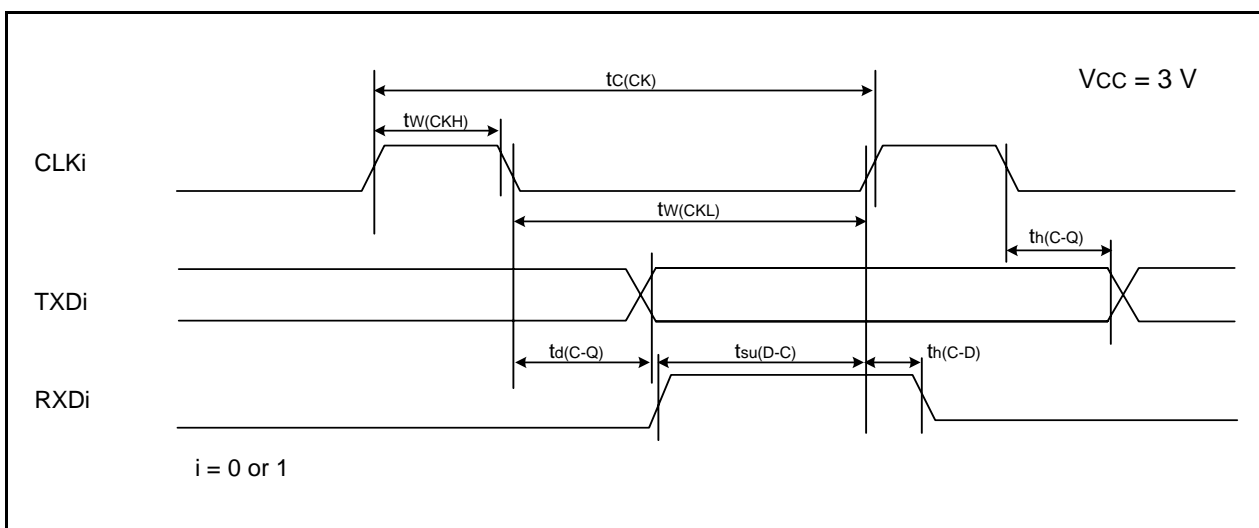 tC(CK)
VCC = 3 V
tW(CKH)
CLKi
tW(CKL)
th(C-Q)
TXDi
td(C-Q)
tsu(D-C)
th(C-D)
RXDi
i = 0 or 1